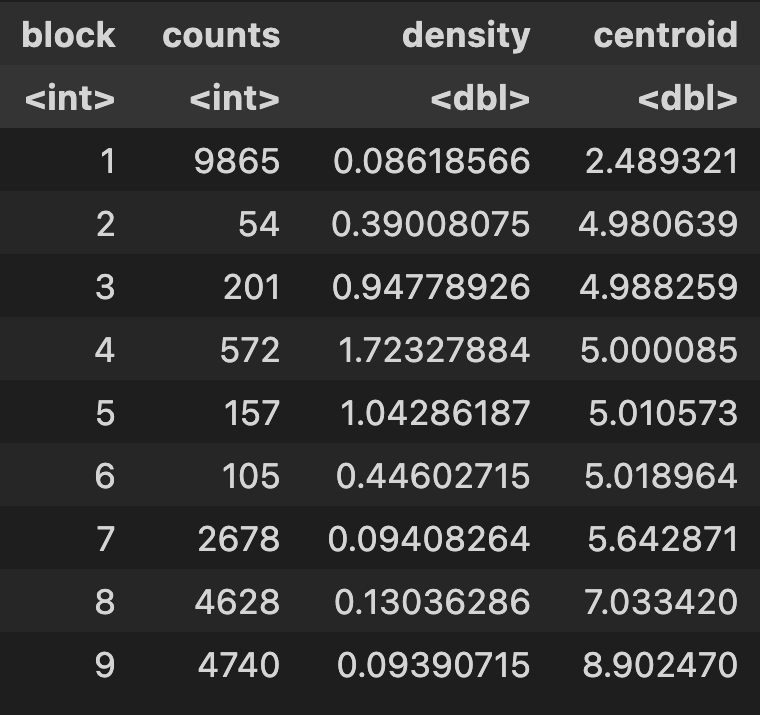 block counts density centroid
<int> <int> <dbl> <dbl>
1 9865 0.08618566 2.489321
2 54 0.39008075 4.980639
3 201 0.94778926 4.988259
4 572 1.72327884 5.000085
5 157 1.04286187 5.010573
6 105 0.44602715 5.018964
7 2678 0.09408264 5.642871
8 4628 0.13036286 7.033420
9 4740 0.09390715 8.902470